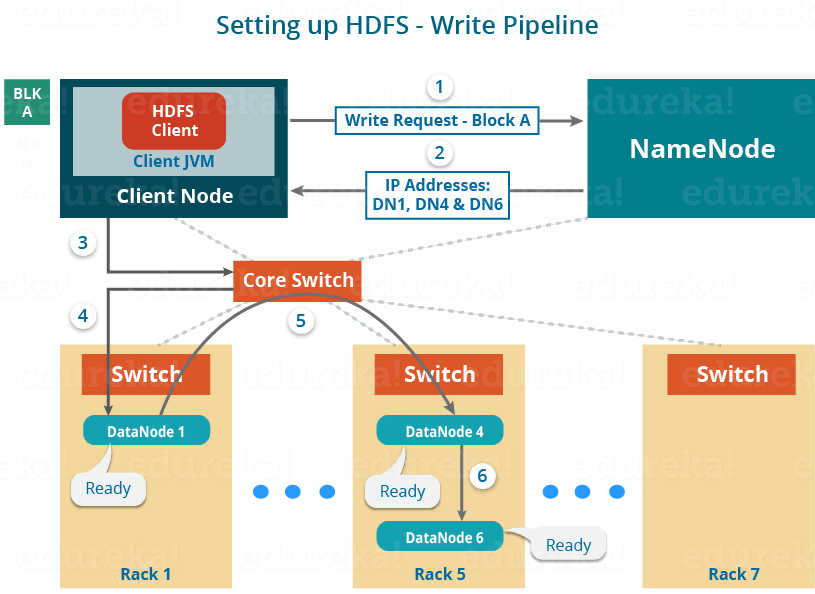 Setting up HDFS - Write Pipeline
BLK
A
HDFS
Client
Client JVM
Client Node
1
Write Request - Block A
2
IP Addresses:
DN1, DN4 & DN6
NameNode
3
Core Switch
4
5
Switch
Switch
Switch
DataNode 1
DataNode 4
Ready
Ready
6
DataNode 6
Ready
Rack 1
Rack 5
Rack 7
edureka!